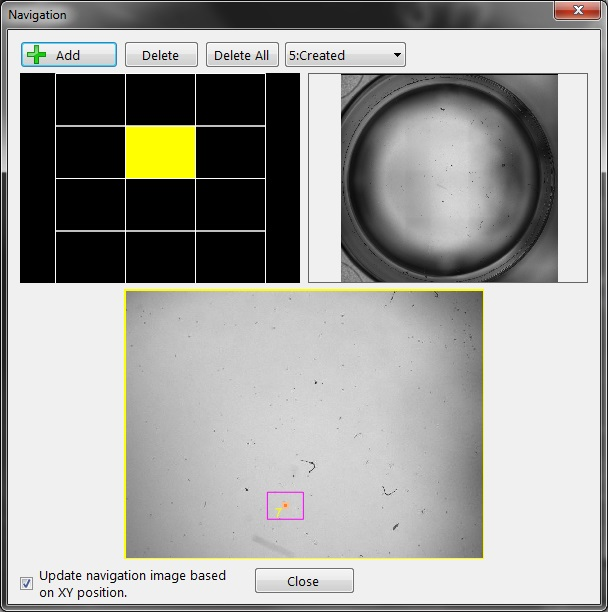 Navigation
Add
Delete
Delete All
5:Created
Update navigation image based
on XY position.
Close